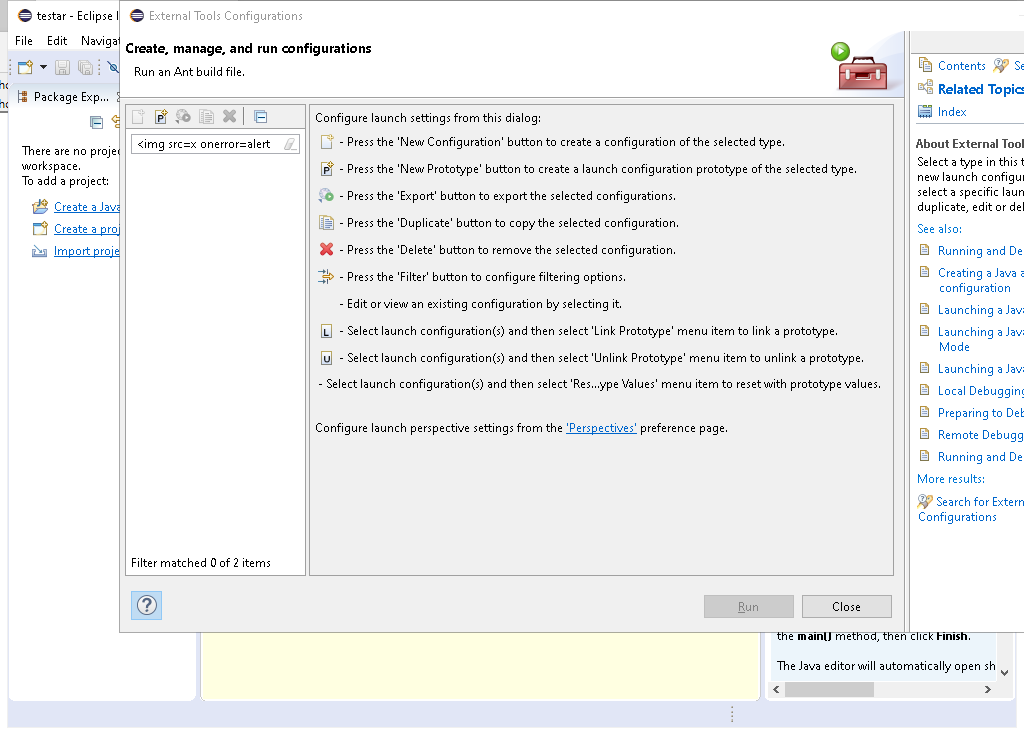 testar - Eclipse I
External Tools Configurations
File Edit Navigat
Create, manage, and run configurations
Run an Ant build file.
Package Exp...
There are no projec
workspace.
To add a project:
Create a Java
Create a proj
Import proje
<img src=x onerror=alert
Filter matched 0 of 2 items
Configure launch settings from this dialog:
- Press the 'New Configuration' button to create a configuration of the selected type.
P - Press the 'New Prototype' button to create a launch configuration prototype of the selected type.
- Press the 'Export' button to export the selected configurations.
- Press the 'Duplicate' button to copy the selected configuration.
- Press the 'Delete' button to remove the selected configuration.
- Press the 'Filter' button to configure filtering options.
- Edit or view an existing configuration by selecting it.
L - Select launch configuration(s) and then select 'Link Prototype' menu item to link a prototype.
U - Select launch configuration(s) and then select 'Unlink Prototype' menu item to unlink a prototype.
- Select launch configuration(s) and then select 'Res...ype Values' menu item to reset with prototype values.
Configure launch perspective settings from the 'Perspectives' preference page.
?
Run Close
Contents Se
Related Topics
Index
About External Tool
Select a type in this t
new launch configur
select a specific laun
duplicate, edit or del
See also:
Running and De
Creating a Java a
configuration
Launching a Java
Launching a Java
Mode
Launching a Java
Local Debugging
Preparing to Deb
Remote Debugg
Running and De
More results:
Search for Extern
Configurations
the main() method, then click Finish.
The Java editor will automatically open sh